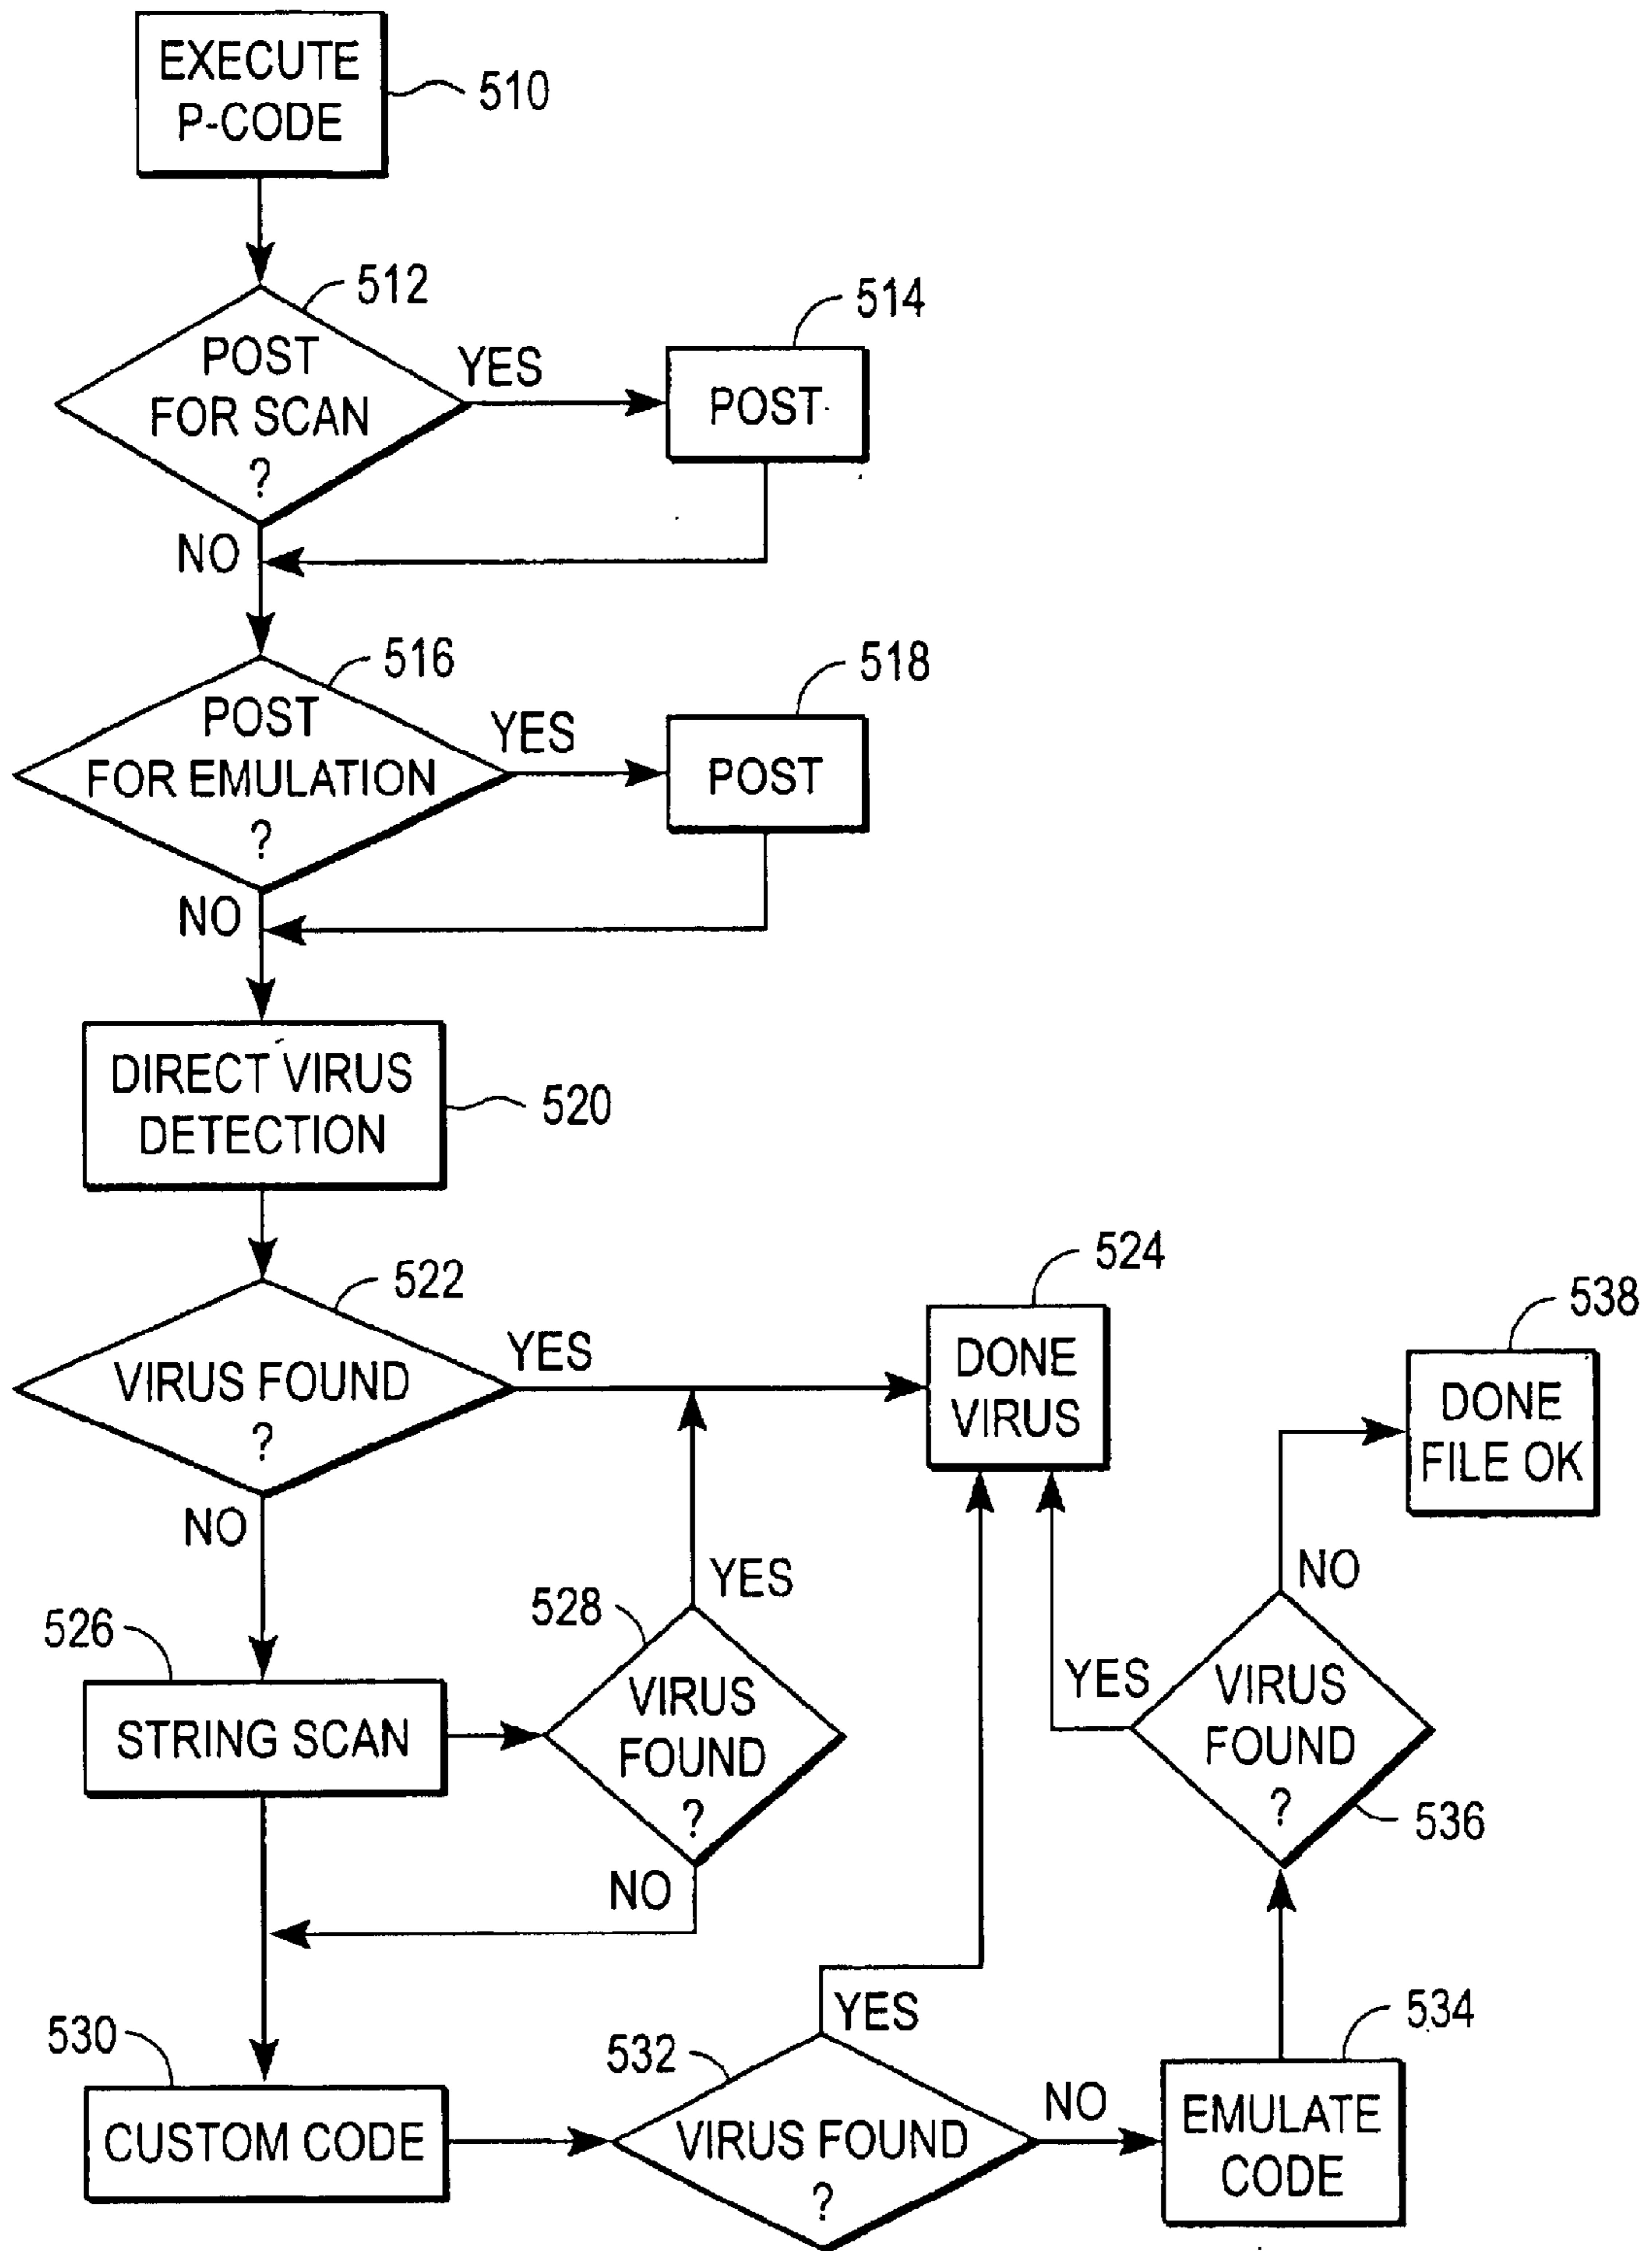 EXECUTE
P-CODE
510
512
POST
FOR SCAN
?
YES
514
POST
NO
516
POST
FOR EMULATION
?
YES
518
POST
NO
DIRECT VIRUS
DETECTION
520
522
VIRUS FOUND
?
YES
NO
524
DONE
VIRUS
538
DONE
FILE OK
526
STRING SCAN
528
VIRUS
FOUND
?
YES
NO
530
CUSTOM CODE
532
VIRUS FOUND
?
YES
NO
534
EMULATE
CODE
536
VIRUS
FOUND
?
YES
NO